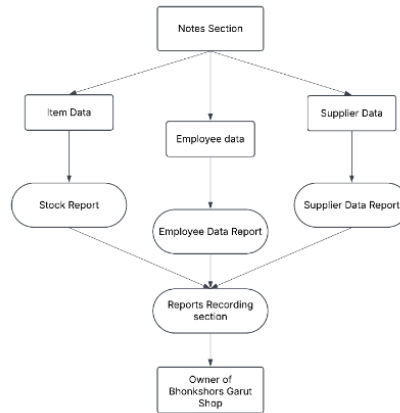 Notes Section
Item Data
Employee data
Supplier Data
Stock Report
Employee Data Report
Supplier Data Report
Reports Recording
section
Owner of
Bhonkshors Garut
Shop